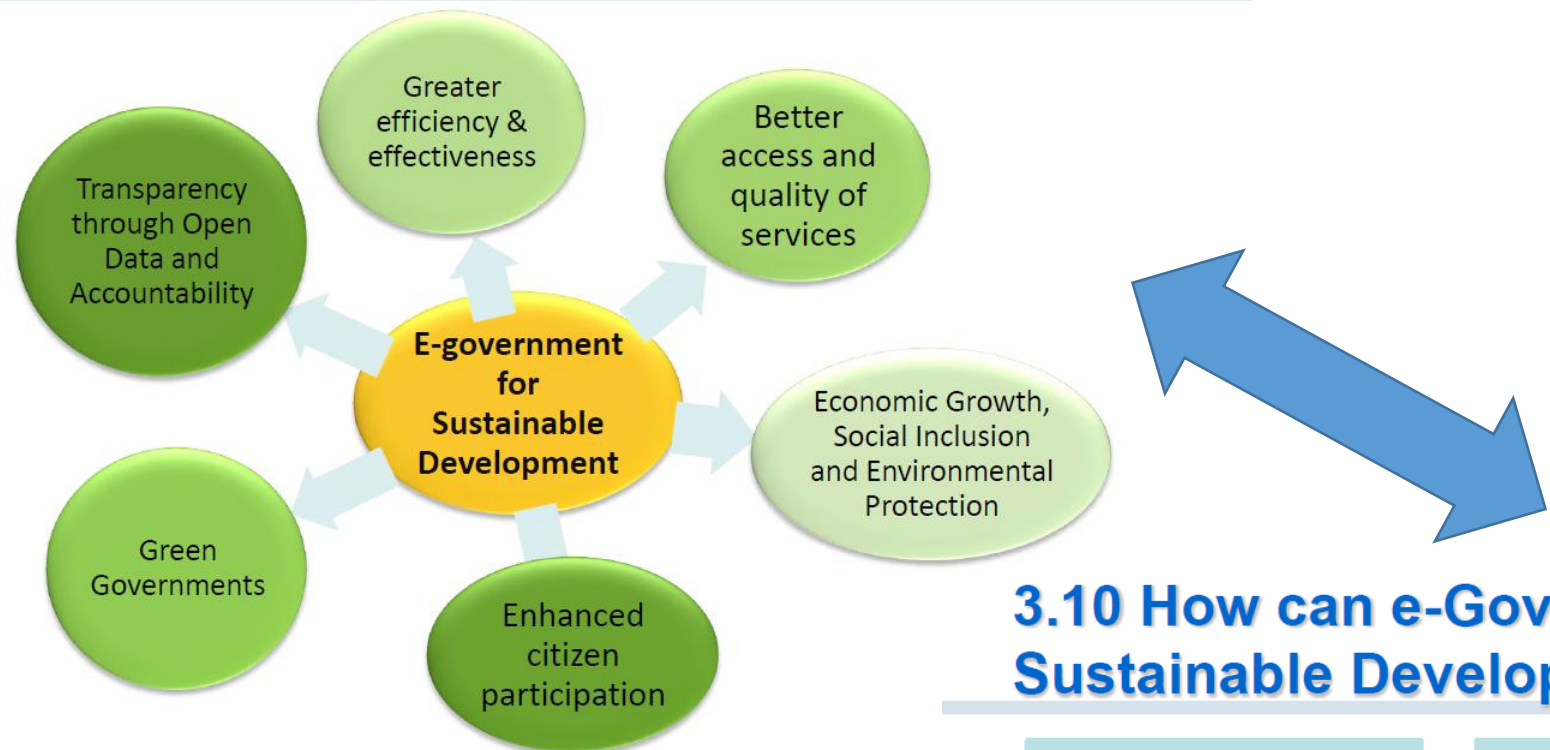 Greater
efficiency &
effectiveness
Better
access and
quality of
services
Transparency
through Open
Data and
Accountability
E-government
for
Sustainable
Development
Economic Growth,
Social Inclusion
and Environmental
Protection
Green
Governments
Enhanced
citizen
participation
3.10 How can e-Gov
Sustainable Develop